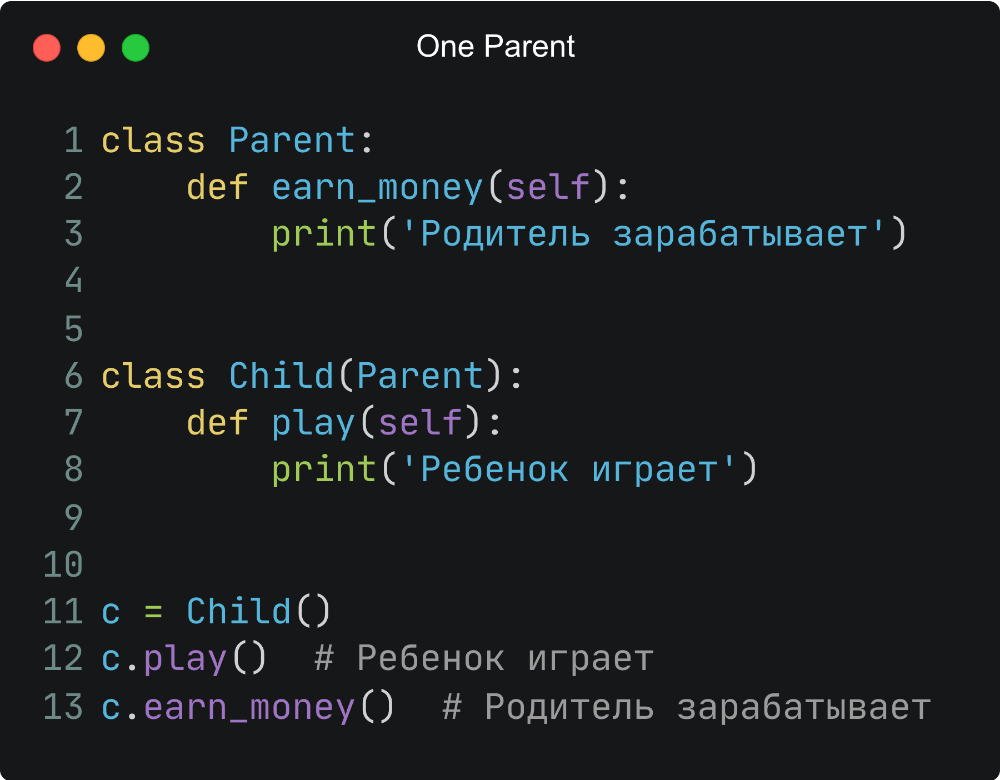 One Parent
1 class Parent:
2     def earn_money(self):
3         print('Родитель зарабатывает')
4
5
6 class Child(Parent):
7     def play(self):
8         print('Ребенок играет')
9
10
11 c = Child()
12 c.play()  # Ребенок играет
13 c.earn_money()  # Родитель зарабатывает